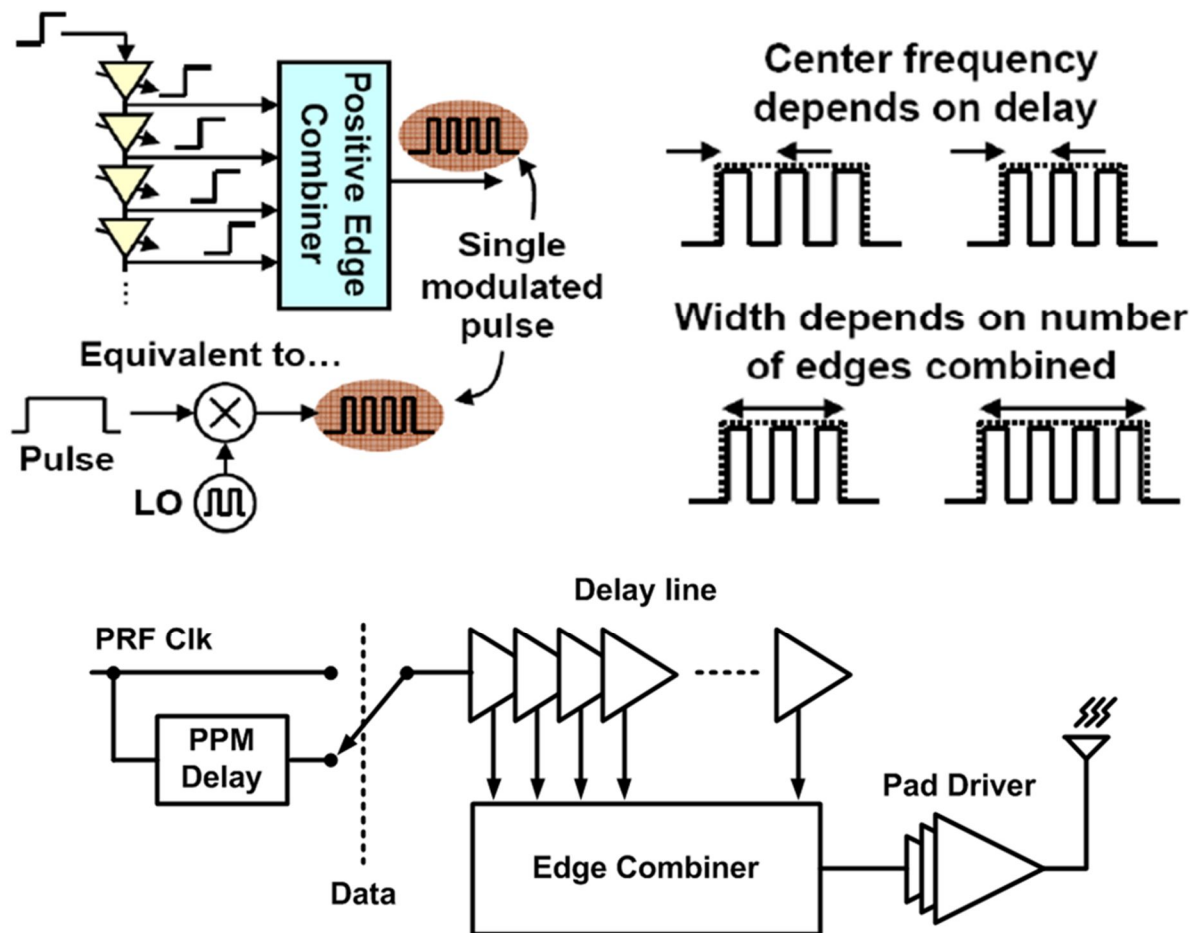 Positive Edge
Combiner
Single
modulated
pulse
Equivalent to...
Pulse
LO
Center frequency
depends on delay
Width depends on number
of edges combined
Delay line
PRF Clk
PPM
Delay
Data
Edge Combiner
Pad Driver